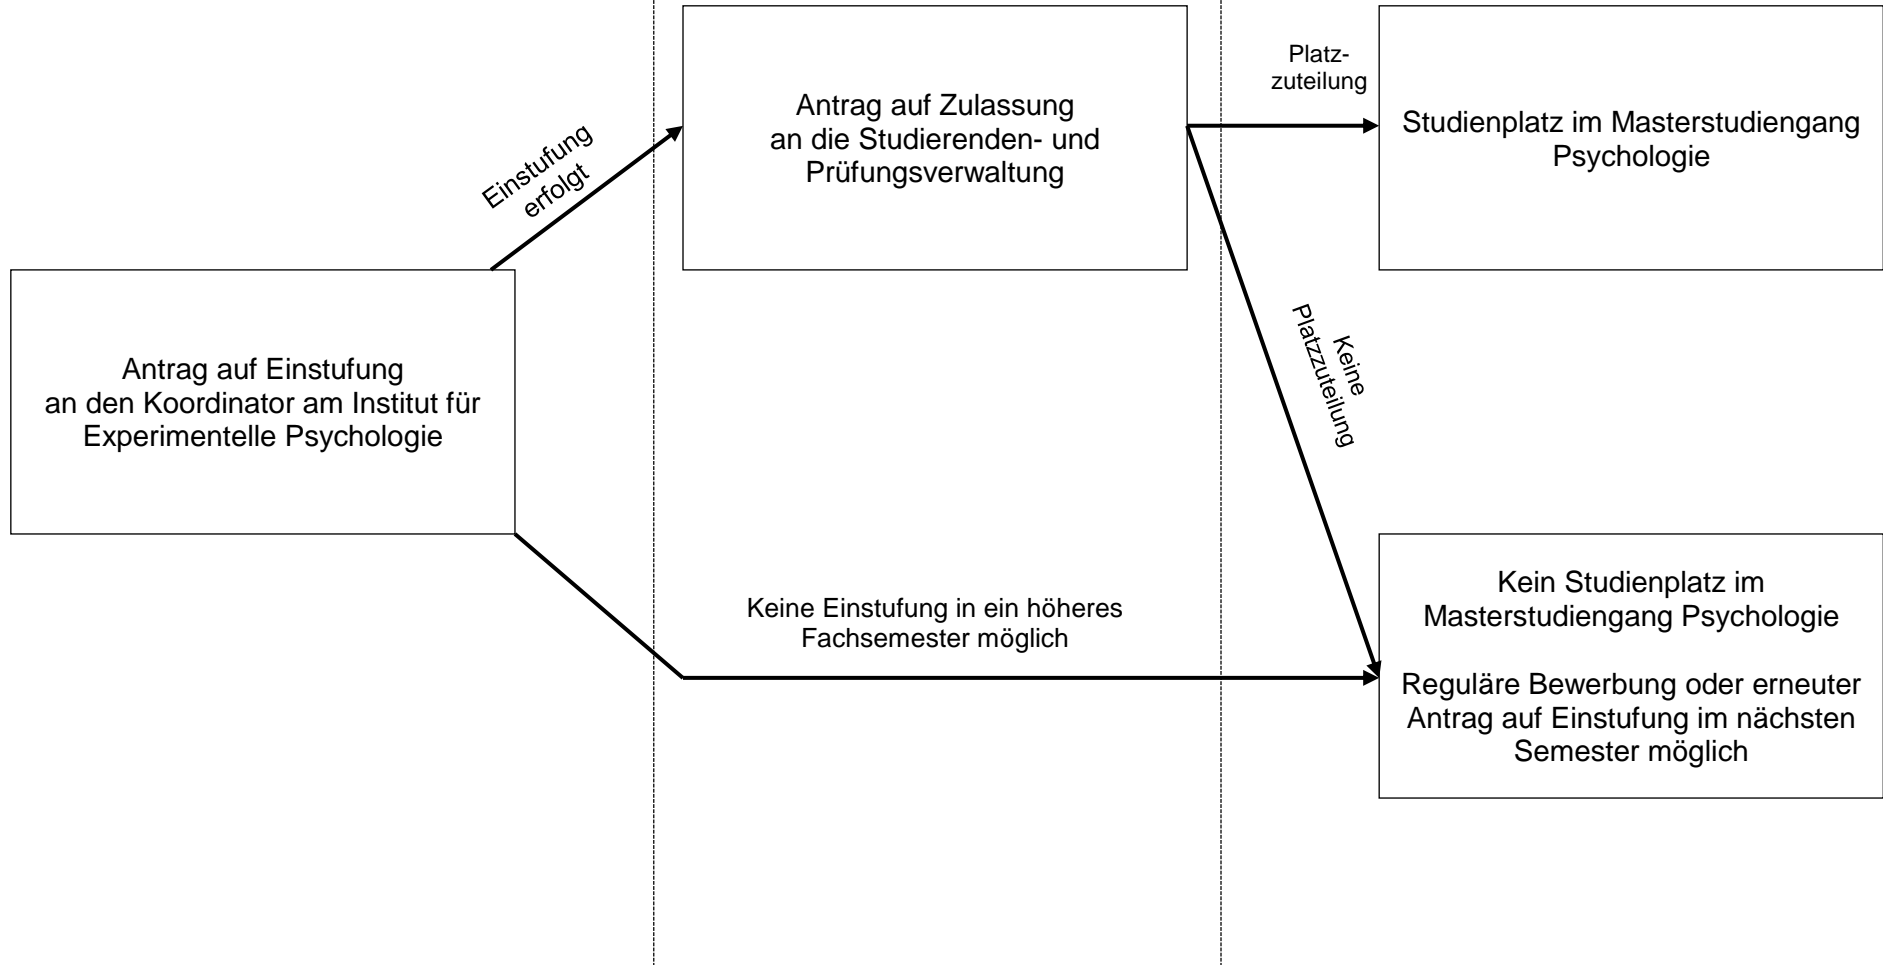 Antrag auf Einstufung
an den Koordinator am Institut für
Experimentelle Psychologie
Einstufung
erfolgt
Antrag auf Zulassung
an die Studierenden- und
Prüfungsverwaltung
Platz-
zuteilung
Studienplatz im Masterstudiengang
Psychologie
Keine
Platzzuteilung
Keine Einstufung in ein höheres
Fachsemester möglich
Kein Studienplatz im
Masterstudiengang Psychologie
Reguläre Bewerbung oder erneuter
Antrag auf Einstufung im nächsten
Semester möglich